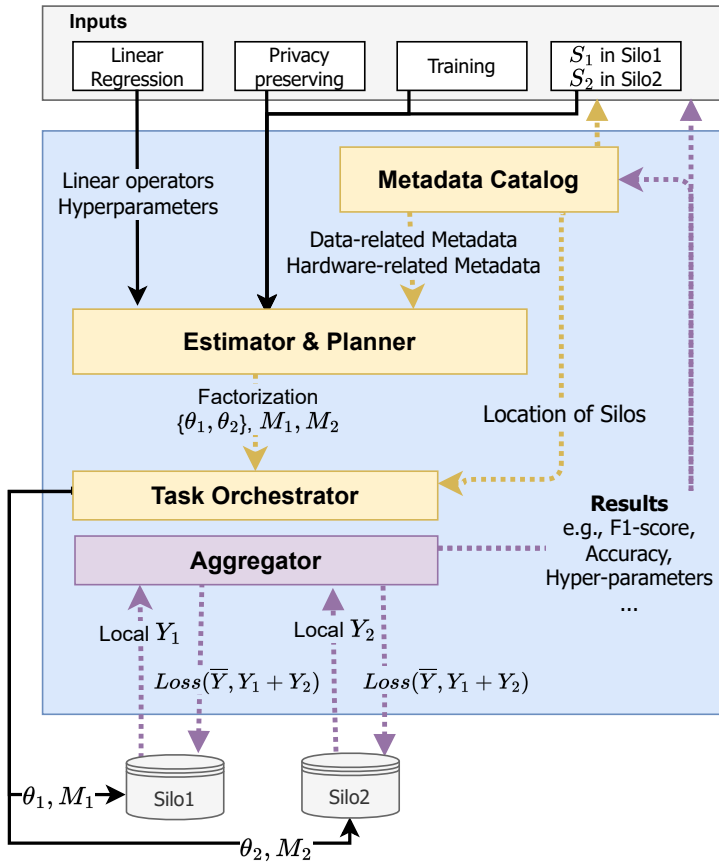 Inputs
Linear
Regression
Privacy
preserving
Training
S₁ in Silo1
S₂ in Silo2
Linear operators
Hyperparameters
Metadata Catalog
Data-related Metadata
Hardware-related Metadata
Estimator & Planner
Factorization
{θ₁, θ₂}, M₁, M₂
Location of Silos
Task Orchestrator
Results
e.g., F1-score,
Accuracy,
Hyper-parameters
...
Aggregator
Local Y₁
Local Y₂
Loss(Y̅, Y₁ + Y₂)
Loss(Y̅, Y₁ + Y₂)
Silo1
Silo2
θ₁, M₁
θ₂, M₂